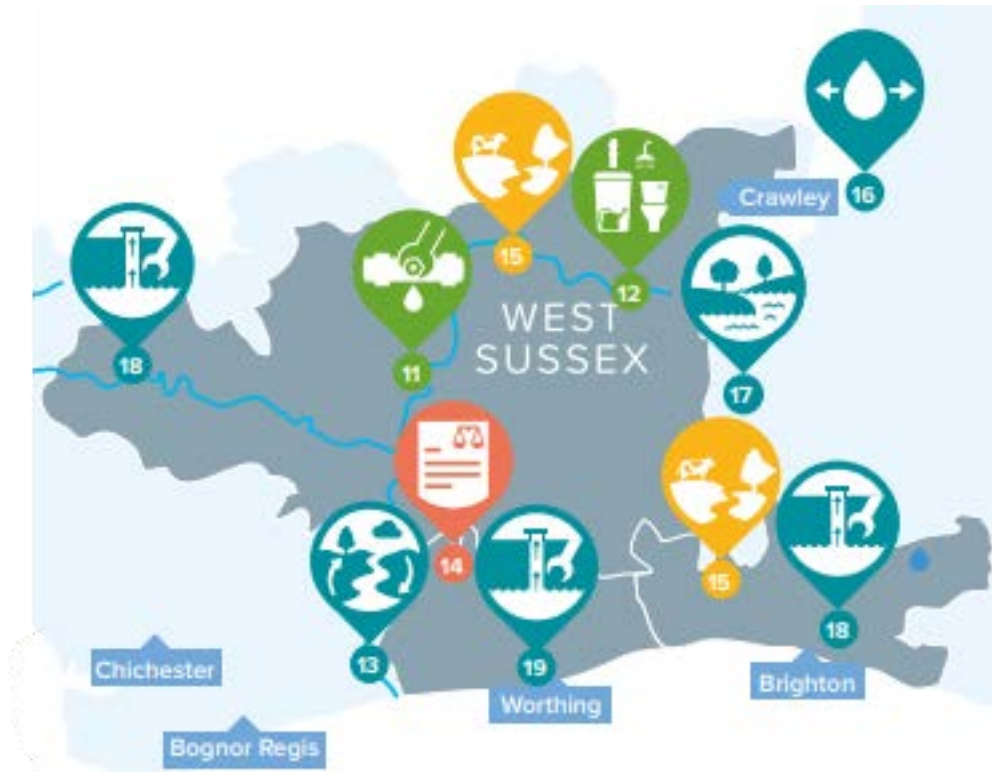 16
Crawley
15
12
WEST
SUSSEX
18
11
17
14
15
18
13
19
Chichester
Worthing
Brighton
Bognor Regis